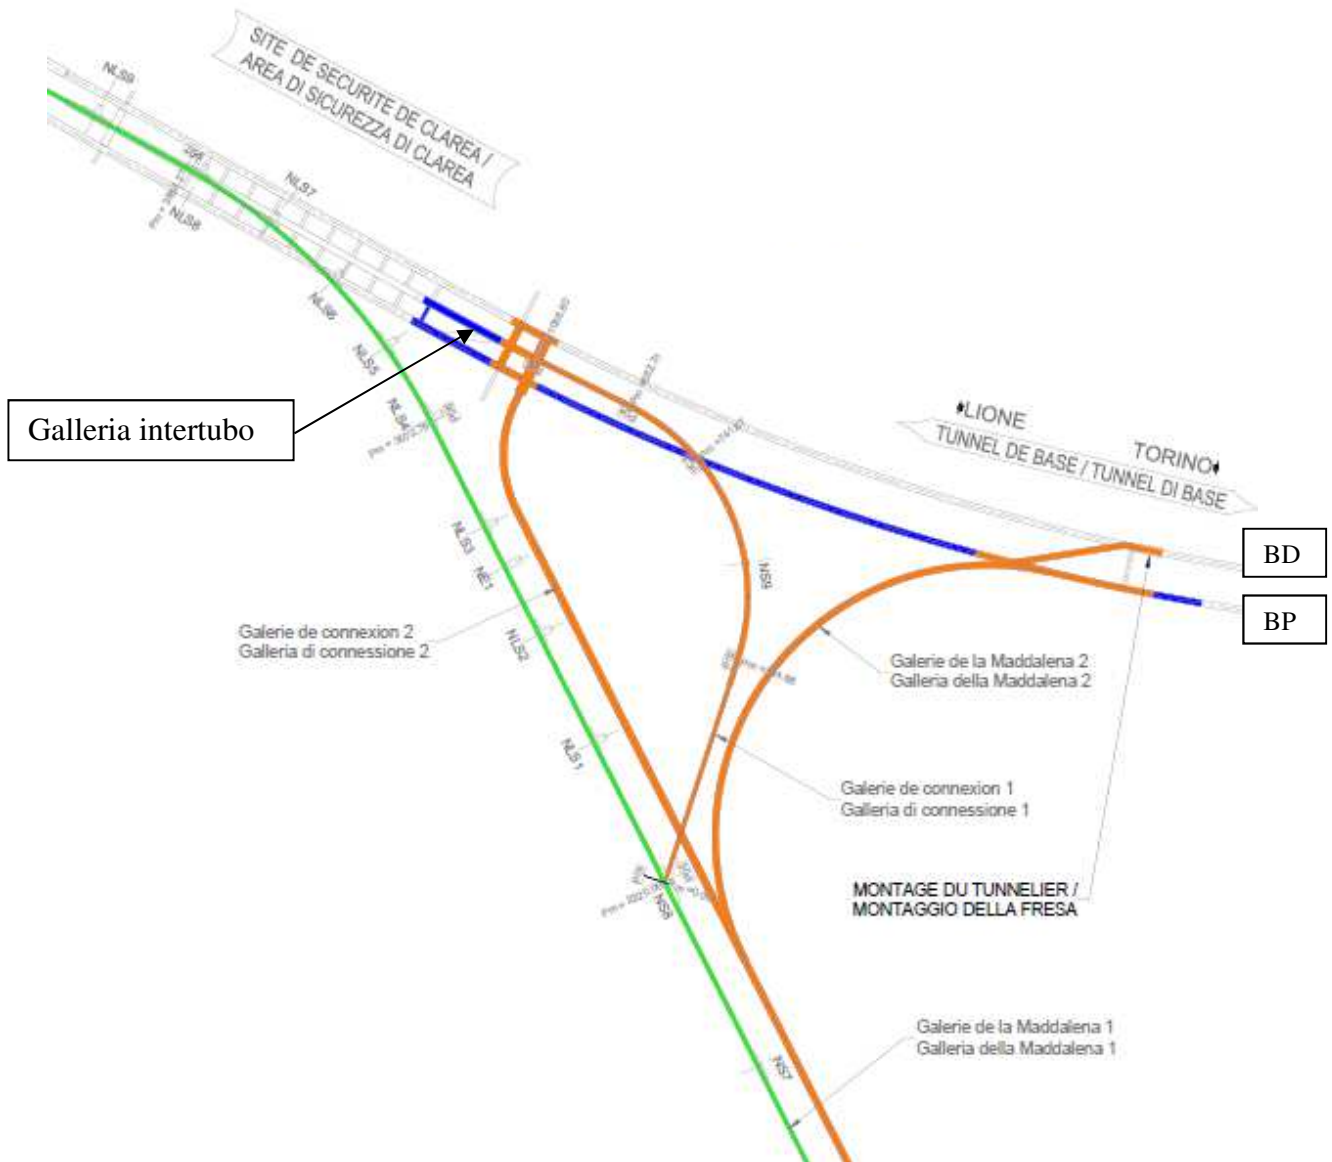 SITE DE SECURITE DE CLAREA /
AREA DI SICUREZZA DI CLAREA
NLS9
NLS7
NLS8
NLS6
NLS5
NLS4
Galleria intertubo
LIONE
TORINO
TUNNEL DE BASE / TUNNEL DI BASE
BD
BP
NLS3
NE1
NLS2
NLS1
NS9
Galerie de connexion 2
Galleria di connessione 2
Galerie de la Maddalena 2
Galleria della Maddalena 2
Galerie de connexion 1
Galleria di connessione 1
MONTAGE DU TUNNELIER /
MONTAGGIO DELLA FRESA
NS8
NS7
Galerie de la Maddalena 1
Galleria della Maddalena 1